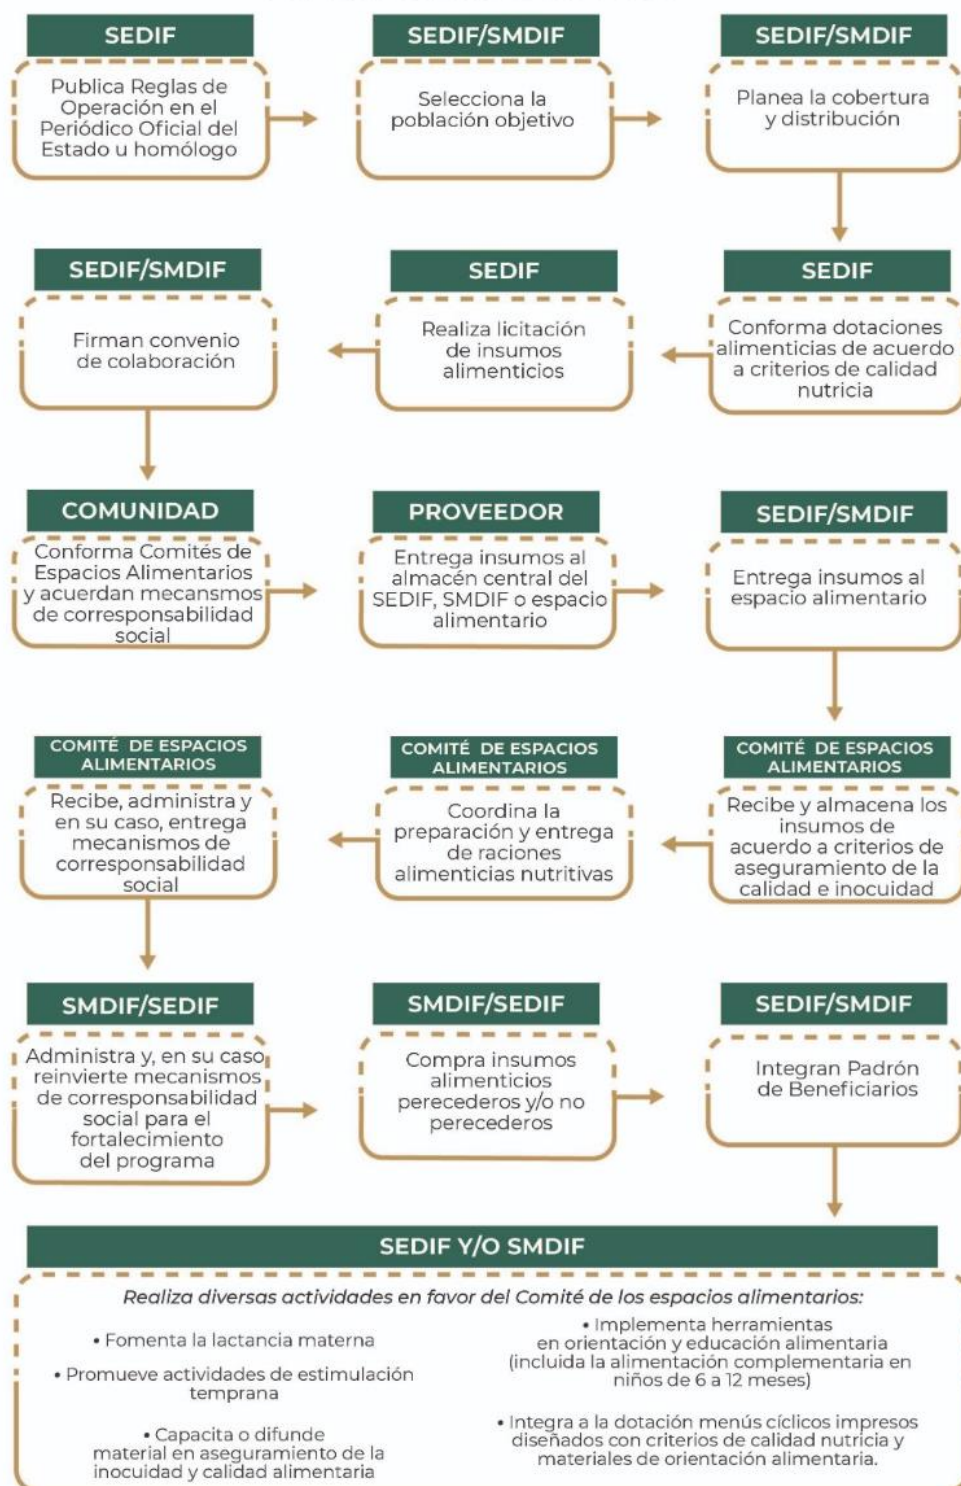 SEDIF
Publica Reglas de
Operación en el
Periódico Oficial del
Estado u homólogo
SEDIF/SMDIF
Selecciona la
población objetivo
SEDIF/SMDIF
Planea la cobertura
y distribución
SEDIF
Conforma dotaciones
alimenticias de acuerdo
a criterios de calidad
nutricia
SEDIF
Realiza licitación
de insumos
alimenticios
SEDIF/SMDIF
Firman convenio
de colaboración
COMUNIDAD
Conforma Comités de
Espacios Alimentarios
y acuerdan mecansmos
de corresponsabilidad
social
PROVEEDOR
Entrega insumos al
almacén central del
SEDIF, SMDIF o espacio
alimentario
SEDIF/SMDIF
Entrega insumos al
espacio alimentario
COMITÉ DE ESPACIOS
ALIMENTARIOS
Recibe y almacena los
insumos de
acuerdo a criterios de
aseguramiento de la
calidad e inocuidad
COMITÉ DE ESPACIOS
ALIMENTARIOS
Coordina la
preparación y entrega
de raciones
alimenticias nutritivas
COMITÉ DE ESPACIOS
ALIMENTARIOS
Recibe, administra y
en su caso, entrega
mecanismos de
corresponsabilidad
social
SMDIF/SEDIF
Administra y, en su caso
reinvierte mecanismos
de corresponsabilidad
social para el
fortalecimiento
del programa
SMDIF/SEDIF
Compra insumos
alimenticios
perecederos y/o no
perecederos
SEDIF/SMDIF
Integran Padrón
de Beneficiarios
SEDIF Y/O SMDIF
Realiza diversas actividades en favor del Comité de los espacios alimentarios:
• Fomenta la lactancia materna
• Promueve actividades de estimulación
temprana
• Capacita o difunde
material en aseguramiento de la
inocuidad y calidad alimentaria
• Implementa herramientas
en orientación y educación alimentaria
(incluida la alimentación complementaria en
niños de 6 a 12 meses)
• Integra a la dotación menús cíclicos impresos
diseñados con criterios de calidad nutricia y
materiales de orientación alimentaria.